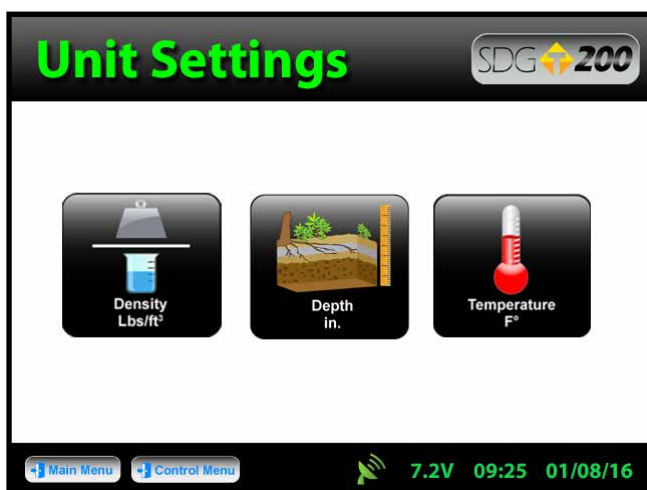 Unit Settings
SDG T 200
Density
Lbs/ft³
Depth
in.
Temperature
F°
Main Menu
Control Menu
7.2V 09:25 01/08/16